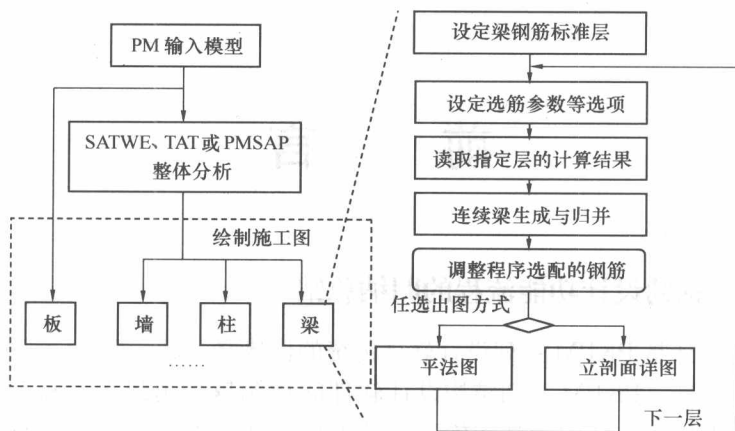 PM 输入模型
SATWE、TAT或PMSAP
整体分析
绘制施工图
板
墙
柱
梁
……
设定梁钢筋标准层
设定选筋参数等选项
读取指定层的计算结果
连续梁生成与归并
调整程序选配的钢筋
任选出图方式
平法图
立剖面详图
下一层